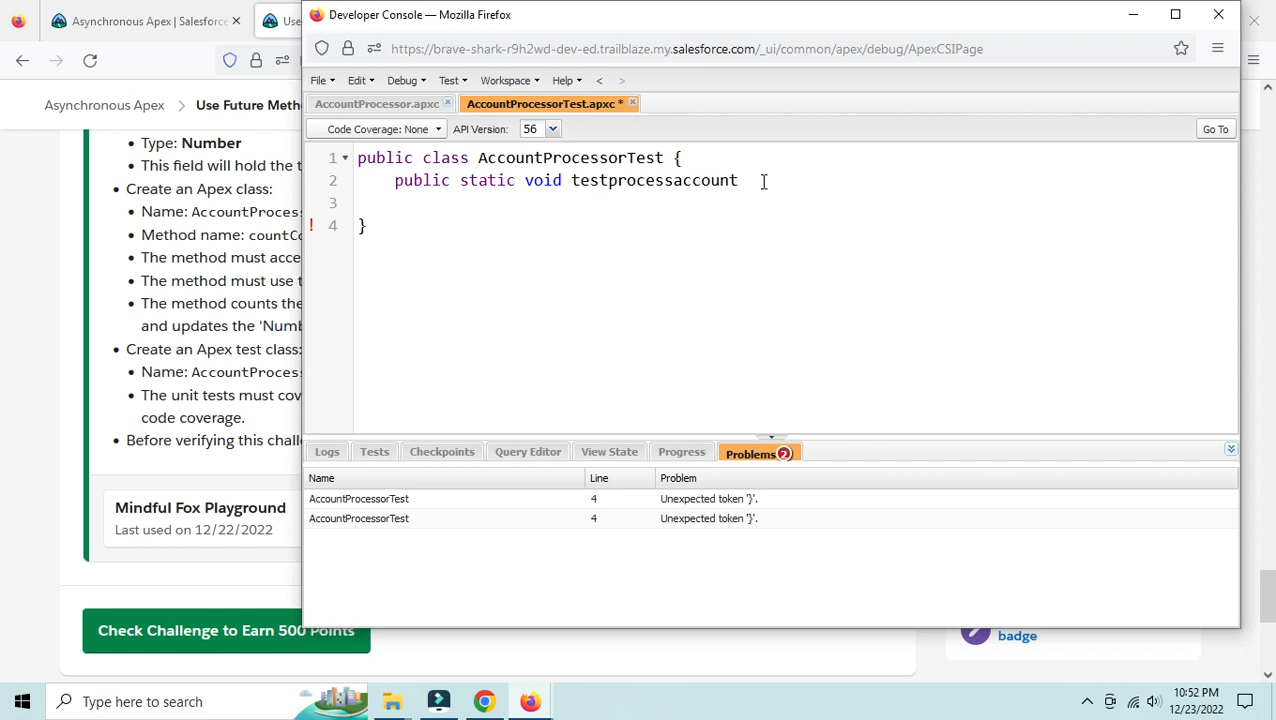 Asynchronous Apex | Salesforce
Use
Developer Console — Mozilla Firefox
https://brave-shark-r9h2wd-dev-ed.trailblaze.my.salesforce.com/_ui/common/apex/debug/ApexCSIPage
File Edit Debug Test Workspace Help < >
AccountProcessor.apxc AccountProcessorTest.apxc *
Code Coverage: None API Version: 56 Go To
1 public class AccountProcessorTest {
2 public static void testprocessaccount
3
! 4 }
Logs Tests Checkpoints Query Editor View State Progress Problems 2
Name Line Problem
AccountProcessorTest 4 Unexpected token '}'.
AccountProcessorTest 4 Unexpected token '}'.
Asynchronous Apex > Use Future Meth
• Type: Number
• This field will hold the t
• Create an Apex class:
• Name: AccountProces
• Method name: countCo
• The method must acce
• The method must use t
• The method counts the
and updates the 'Numb
• Create an Apex test class:
• Name: AccountProces
• The unit tests must cov
code coverage.
• Before verifying this chall
Mindful Fox Playground
Last used on 12/22/2022
Check Challenge to Earn 500 Points
badge
Type here to search
10:52 PM
12/23/2022